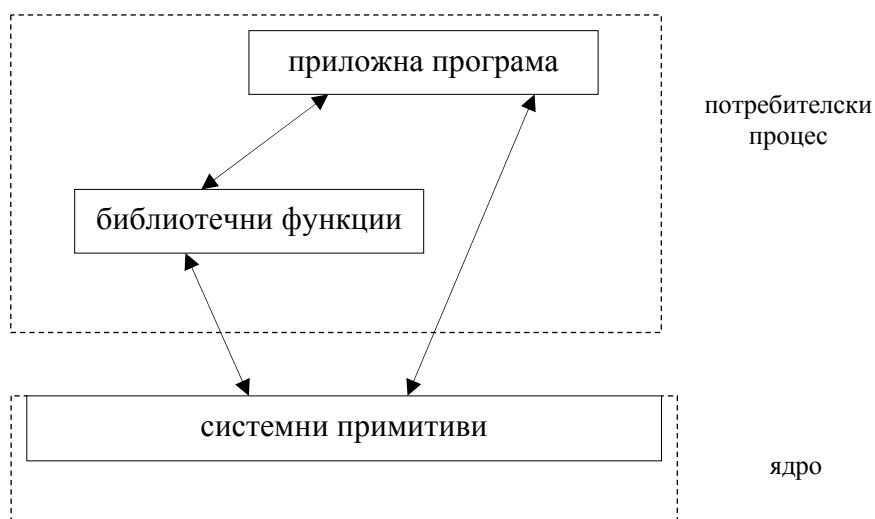 приложна програма
потребителски
процес
библиотечни функции
системни примитиви
ядро